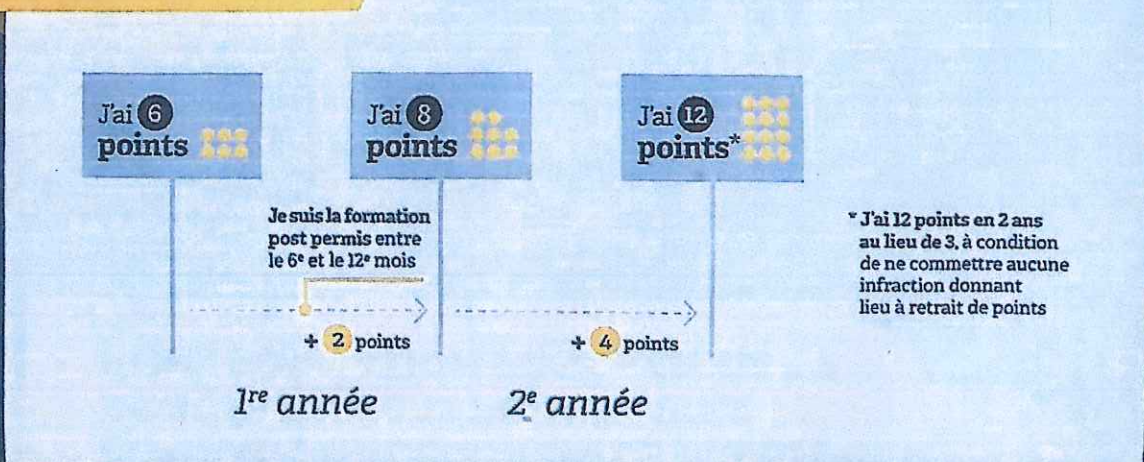 J'ai 6
points
J'ai 8
points
J'ai 12
points*
Je suis la formation
post permis entre
le 6e et le 12e mois
+ 2 points
+ 4 points
1re année
2e année
* J'ai 12 points en 2 ans
au lieu de 3, à condition
de ne commettre aucune
infraction donnant
lieu à retrait de points